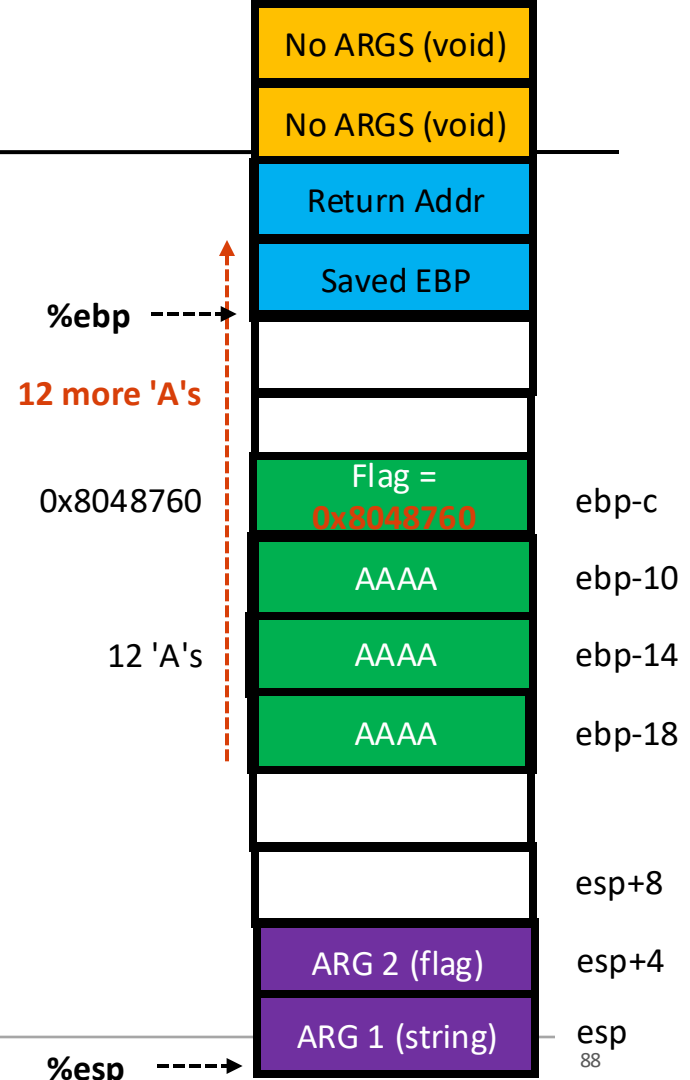 No ARGS (void)
No ARGS (void)
Return Addr
Saved EBP
%ebp
12 more 'A's
0x8048760
Flag =
0x8048760
ebp-c
AAAA
ebp-10
12 'A's
AAAA
ebp-14
AAAA
ebp-18
esp+8
ARG 2 (flag)
esp+4
ARG 1 (string)
esp
88
%esp